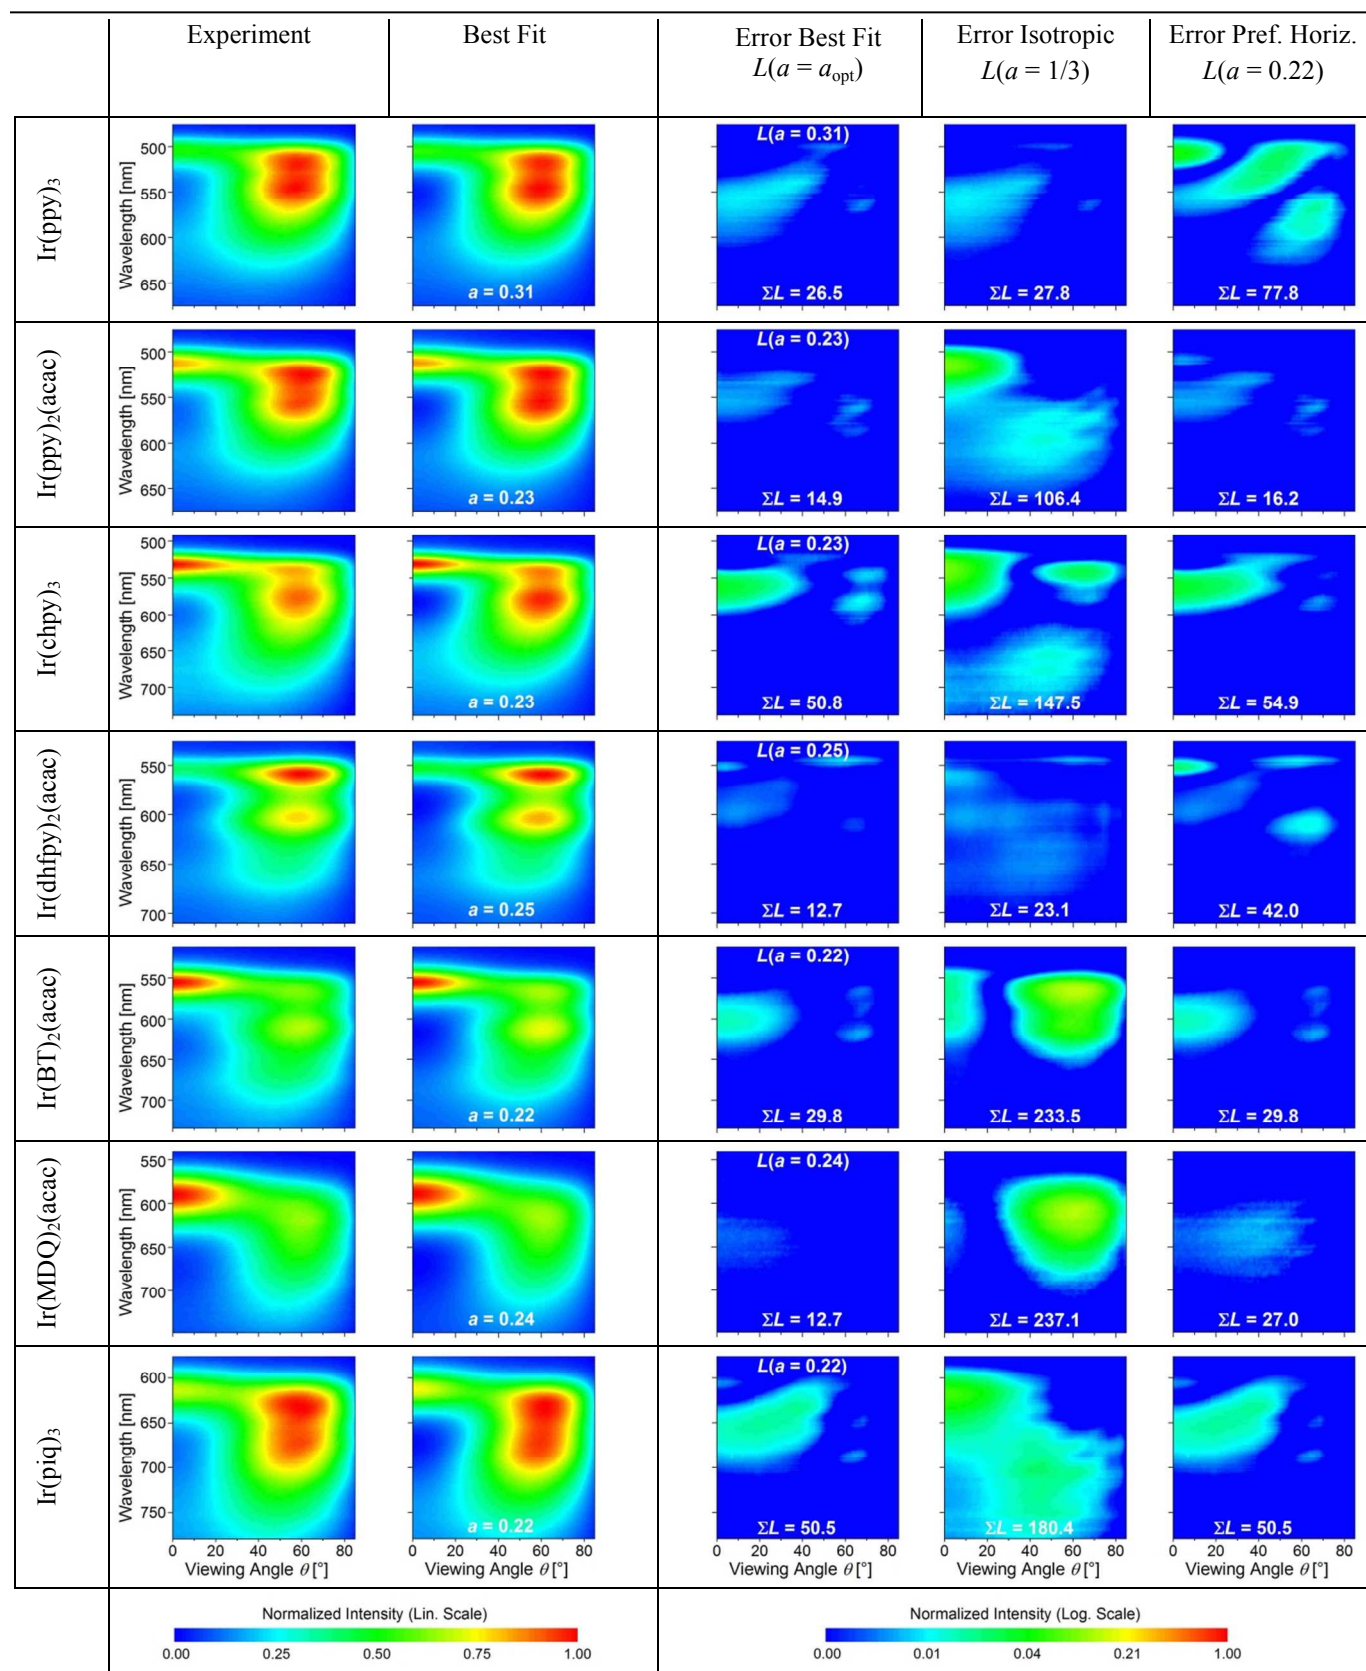 Experiment
Best Fit
Error Best Fit
L(a = aopt)
Error Isotropic
L(a = 1/3)
Error Pref. Horiz.
L(a = 0.22)
Ir(ppy)3
Wavelength [nm]
500
550
600
650
a = 0.31
L(a = 0.31)
ΣL = 26.5
ΣL = 27.8
ΣL = 77.8
Ir(ppy)2(acac)
Wavelength [nm]
500
550
600
650
a = 0.23
L(a = 0.23)
ΣL = 14.9
ΣL = 106.4
ΣL = 16.2
Ir(chpy)3
Wavelength [nm]
500
550
600
650
700
a = 0.23
L(a = 0.23)
ΣL = 50.8
ΣL = 147.5
ΣL = 54.9
Ir(dhfpy)2(acac)
Wavelength [nm]
550
600
650
700
a = 0.25
L(a = 0.25)
ΣL = 12.7
ΣL = 23.1
ΣL = 42.0
Ir(BT)2(acac)
Wavelength [nm]
550
600
650
700
a = 0.22
L(a = 0.22)
ΣL = 29.8
ΣL = 233.5
ΣL = 29.8
Ir(MDQ)2(acac)
Wavelength [nm]
550
600
650
700
a = 0.24
L(a = 0.24)
ΣL = 12.7
ΣL = 237.1
ΣL = 27.0
Ir(piq)3
Wavelength [nm]
600
650
700
750
a = 0.22
L(a = 0.22)
ΣL = 50.5
ΣL = 180.4
ΣL = 50.5
0 20 40 60 80
0 20 40 60 80
0 20 40 60 80
0 20 40 60 80
0 20 40 60 80
Viewing Angle θ [°]
Viewing Angle θ [°]
Viewing Angle θ [°]
Viewing Angle θ [°]
Viewing Angle θ [°]
Normalized Intensity (Lin. Scale)
0.00 0.25 0.50 0.75 1.00
Normalized Intensity (Log. Scale)
0.00 0.01 0.04 0.21 1.00